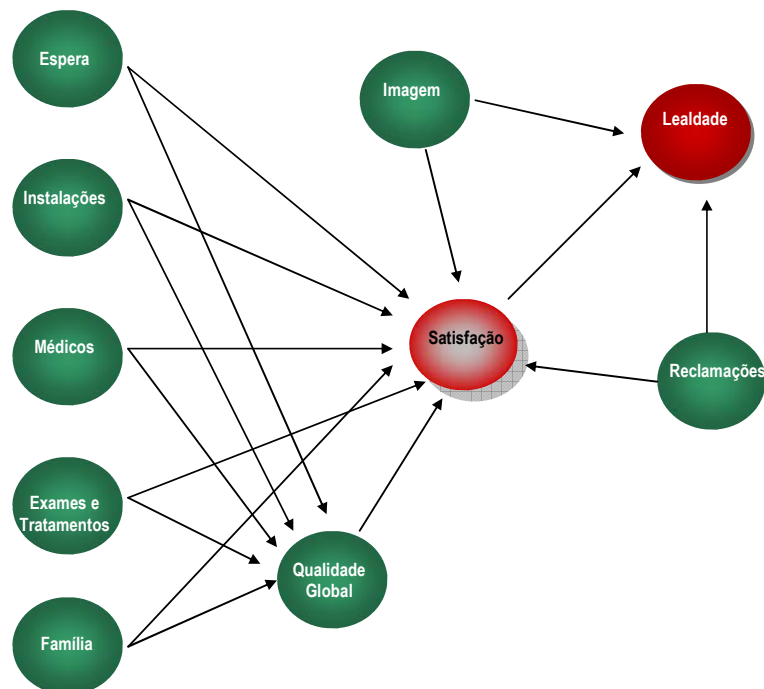 Espera
Imagem
Lealdade
Instalações
Médicos
Satisfação
Reclamações
Exames e
Tratamentos
Qualidade
Global
Família